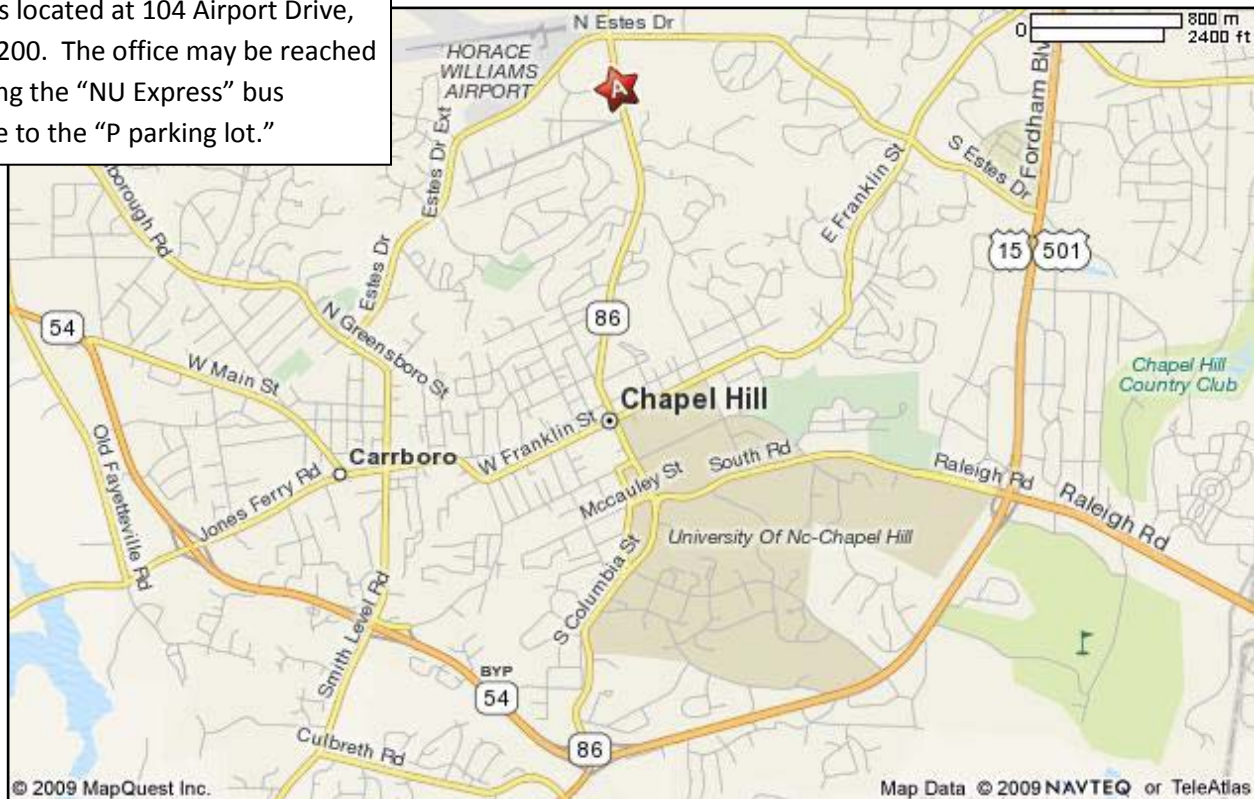 s located at 104 Airport Drive,
200. The office may be reached
ng the “NU Express” bus
e to the “P parking lot.”
N Estes Dr
0
800 m
2400 ft
HORACE
WILLIAMS
AIRPORT
A
Fordham Blv
Estes Dr Ext
S Estes Dr
E Franklin St
borough Rd
Estes Dr
15
501
54
N Greensboro St
86
W Main St
Chapel Hill
Country Club
Chapel Hill
Old Fayetteville Rd
Carrboro
W Franklin St
South Rd
Raleigh Rd
Raleigh Rd
Mccauley St
Jones Ferry Rd
University Of Nc-Chapel Hill
S Columbia St
Smith Level Rd
BYP
54
Culbreth Rd
86
© 2009 MapQuest Inc.
Map Data © 2009 NAVTEQ or TeleAtlas